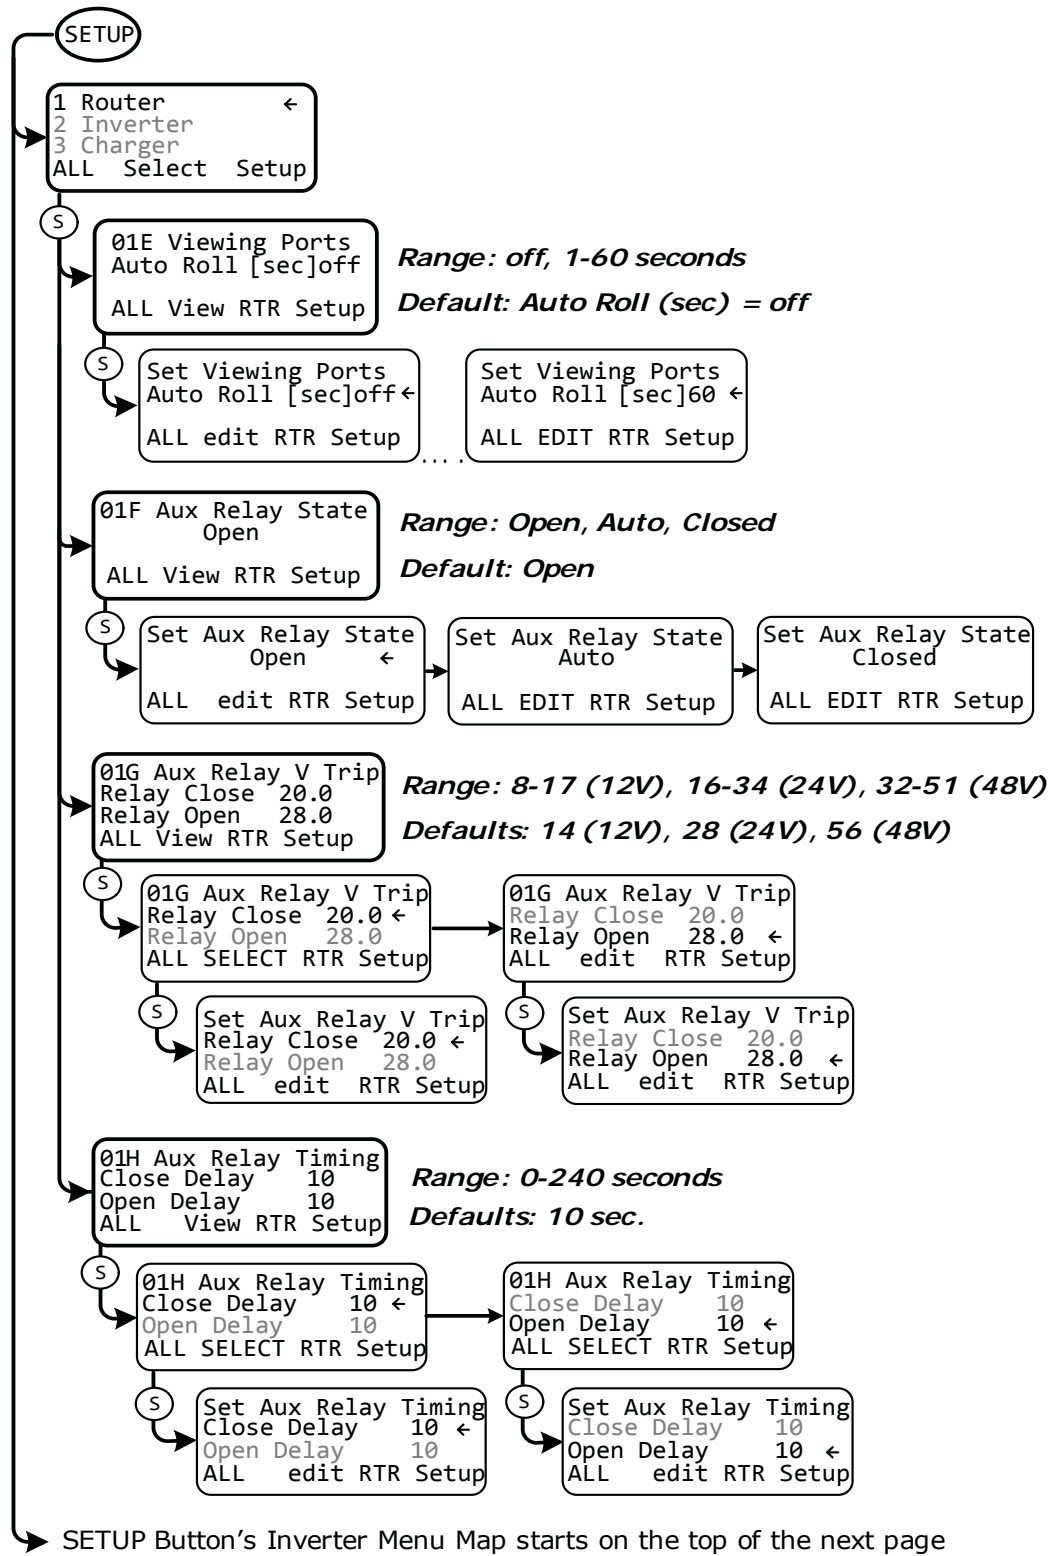 SETUP
1 Router ←
2 Inverter
3 Charger
ALL Select Setup
S
01E Viewing Ports
Auto Roll [sec]off
ALL View RTR Setup
Range: off, 1-60 seconds
Default: Auto Roll (sec) = off
S
Set Viewing Ports
Auto Roll [sec]off ←
ALL edit RTR Setup
....
Set Viewing Ports
Auto Roll [sec]60 ←
ALL EDIT RTR Setup
01F Aux Relay State
Open
ALL View RTR Setup
Range: Open, Auto, Closed
Default: Open
S
Set Aux Relay State
Open ←
ALL edit RTR Setup
Set Aux Relay State
Auto
ALL EDIT RTR Setup
Set Aux Relay State
Closed
ALL EDIT RTR Setup
01G Aux Relay V Trip
Relay Close 20.0
Relay Open 28.0
ALL View RTR Setup
Range: 8-17 (12V), 16-34 (24V), 32-51 (48V)
Defaults: 14 (12V), 28 (24V), 56 (48V)
S
01G Aux Relay V Trip
Relay Close 20.0 ←
Relay Open 28.0
ALL SELECT RTR Setup
01G Aux Relay V Trip
Relay Close 20.0
Relay Open 28.0 ←
ALL edit RTR Setup
S
Set Aux Relay V Trip
Relay Close 20.0 ←
Relay Open 28.0
ALL edit RTR Setup
S
Set Aux Relay V Trip
Relay Close 20.0
Relay Open 28.0 ←
ALL edit RTR Setup
01H Aux Relay Timing
Close Delay 10
Open Delay 10
ALL View RTR Setup
Range: 0-240 seconds
Defaults: 10 sec.
S
01H Aux Relay Timing
Close Delay 10 ←
Open Delay 10
ALL SELECT RTR Setup
01H Aux Relay Timing
Close Delay 10
Open Delay 10 ←
ALL SELECT RTR Setup
S
Set Aux Relay Timing
Close Delay 10 ←
Open Delay 10
ALL edit RTR Setup
S
Set Aux Relay Timing
Close Delay 10
Open Delay 10 ←
ALL edit RTR Setup
SETUP Button's Inverter Menu Map starts on the top of the next page